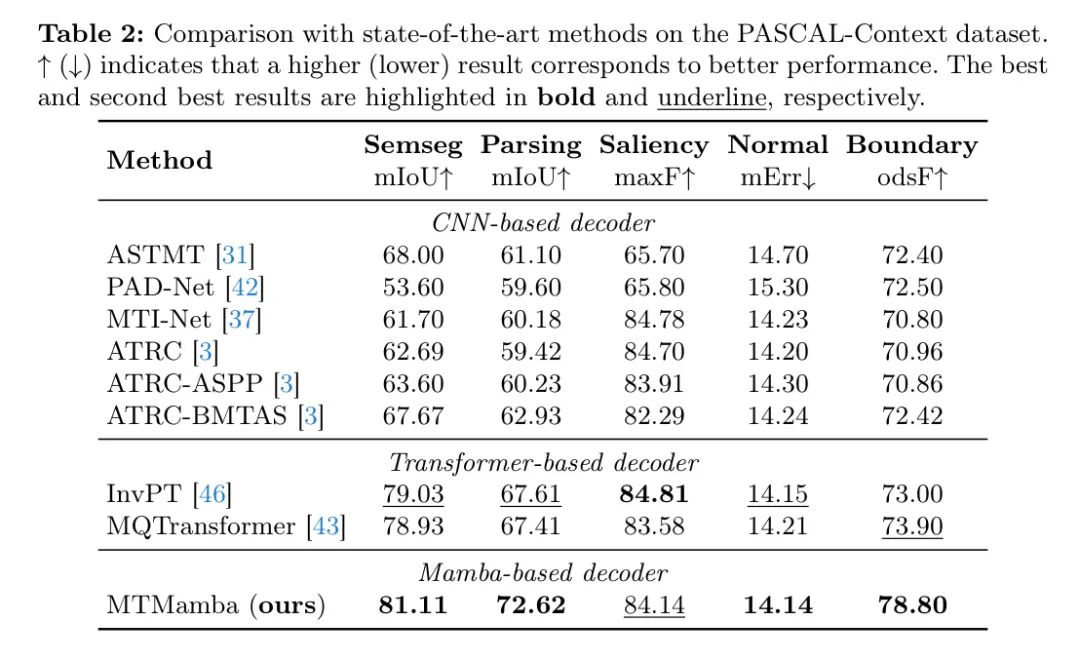 Table 2: Comparison with state-of-the-art methods on the PASCAL-Context dataset.
↑ (↓) indicates that a higher (lower) result corresponds to better performance. The best
and second best results are highlighted in bold and underline, respectively.
Method Semseg Parsing Saliency Normal Boundary
mIoU↑ mIoU↑ maxF↑ mErr↓ odsF↑
CNN-based decoder
ASTMT [31] 68.00 61.10 65.70 14.70 72.40
PAD-Net [42] 53.60 59.60 65.80 15.30 72.50
MTI-Net [37] 61.70 60.18 84.78 14.23 70.80
ATRC [3] 62.69 59.42 84.70 14.20 70.96
ATRC-ASPP [3] 63.60 60.23 83.91 14.30 70.86
ATRC-BMTAS [3] 67.67 62.93 82.29 14.24 72.42
Transformer-based decoder
InvPT [46] 79.03 67.61 84.81 14.15 73.00
MQTransformer [43] 78.93 67.41 83.58 14.21 73.90
Mamba-based decoder
MTMamba (ours) 81.11 72.62 84.14 14.14 78.80